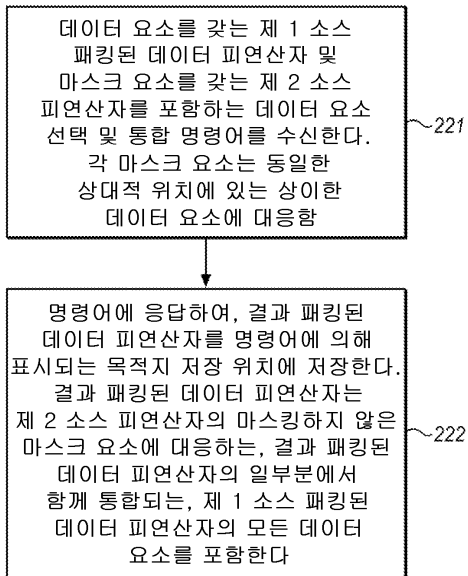 데이터 요소를 갖는 제 1 소스
패킹된 데이터 피연산자 및
마스크 요소를 갖는 제 2 소스
피연산자를 포함하는 데이터 요소
선택 및 통합 명령어를 수신한다.
각 마스크 요소는 동일한
상대적 위치에 있는 상이한
데이터 요소에 대응함
221
명령어에 응답하여, 결과 패킹된
데이터 피연산자를 명령어에 의해
표시되는 목적지 저장 위치에 저장한다.
결과 패킹된 데이터 피연산자는
제 2 소스 피연산자의 마스킹하지 않은
마스크 요소에 대응하는, 결과 패킹된
데이터 피연산자의 일부분에서
함께 통합되는, 제 1 소스 패킹된
데이터 피연산자의 모든 데이터
요소를 포함한다
222